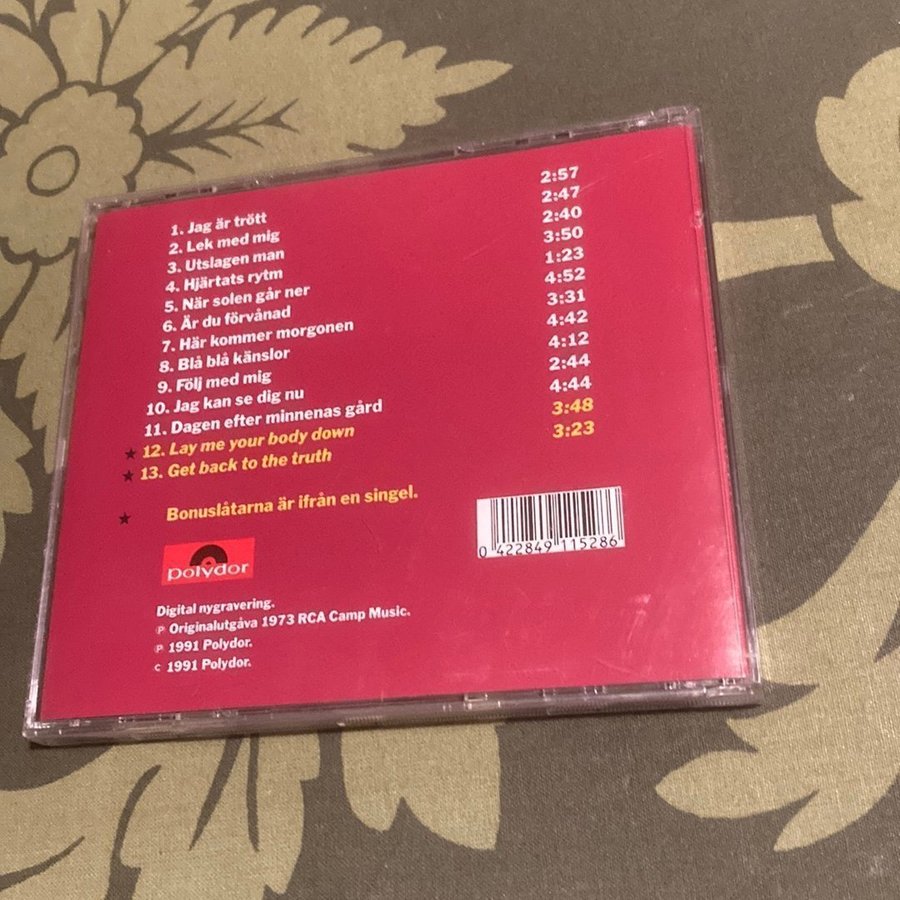 1. Jag är trött 2:57
2. Lek med mig 2:47
3. Utslagen man 2:40
4. Hjärtats rytm 3:50
5. När solen går ner 1:23
6. Är du förvånad 4:52
7. Här kommer morgonen 3:31
8. Blå blå känslor 4:42
9. Följ med mig 4:12
10. Jag kan se dig nu 2:44
11. Dagen efter minnenas gård 4:44
★ 12. Lay me your body down 3:48
★ 13. Get back to the truth 3:23
★ Bonuslåtarna är ifrån en singel.
0 422849 115286
polydor
Digital nygravering.
℗ Originalutgåva 1973 RCA Camp Music.
℗ 1991 Polydor.
© 1991 Polydor.